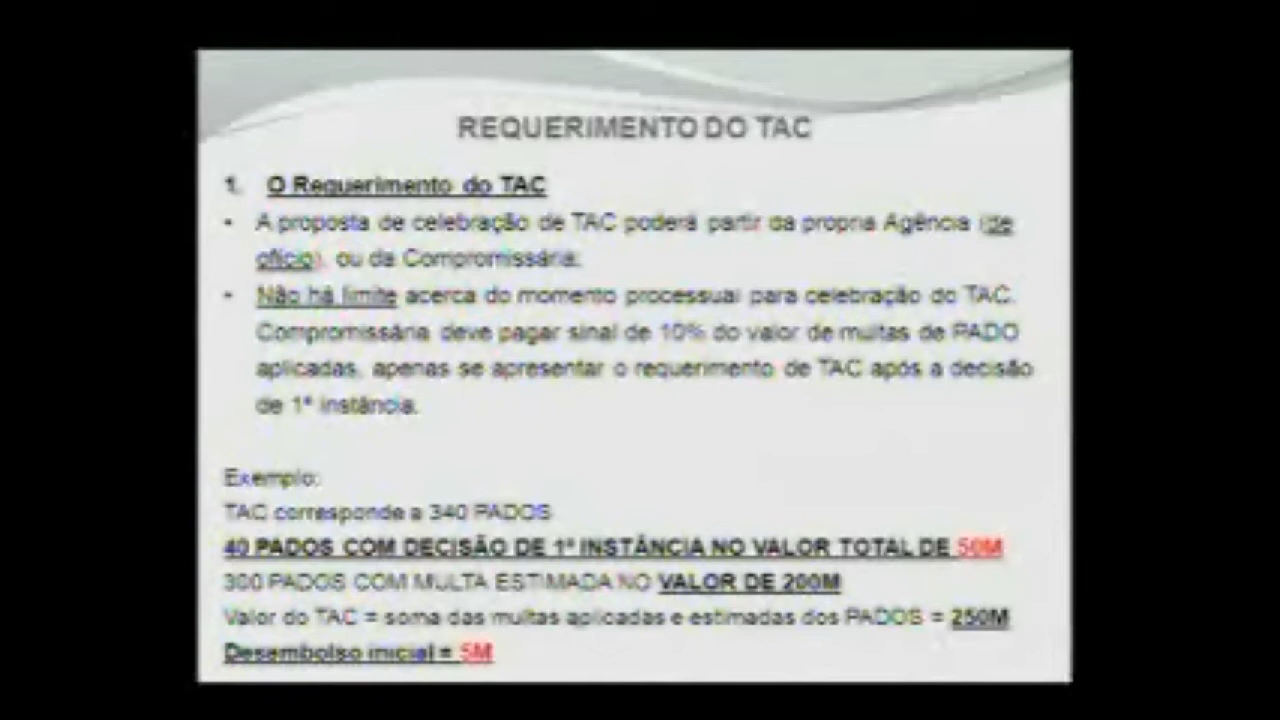 REQUERIMENTO DO TAC
1. O Requerimento do TAC
• A proposta de celebração de TAC poderá partir da propria Agência (de
ofício), ou da Compromissária;
• Não há limite acerca do momento processual para celebração do TAC.
Compromissária deve pagar sinal de 10% do valor de multas de PADO
aplicadas, apenas se apresentar o requerimento de TAC após a decisão
de 1ª instância.
Exemplo:
TAC corresponde a 340 PADOS
40 PADOS COM DECISÃO DE 1ª INSTÂNCIA NO VALOR TOTAL DE 50M
300 PADOS COM MULTA ESTIMADA NO VALOR DE 200M
Valor do TAC = soma das multas aplicadas e estimadas dos PADOS = 250M
Desembolso inicial = 5M